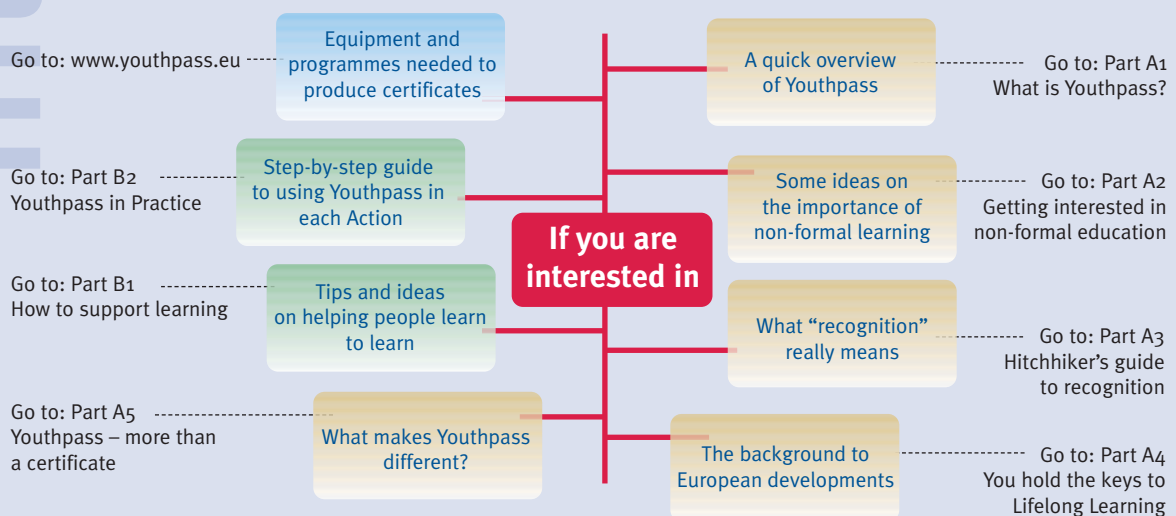 Go to: www.youthpass.eu
Equipment and
programmes needed to
produce certificates
A quick overview
of Youthpass
Go to: Part A1
What is Youthpass?
Go to: Part B2
Youthpass in Practice
Step-by-step guide
to using Youthpass in
each Action
Some ideas on
the importance of
non-formal learning
Go to: Part A2
Getting interested in
non-formal education
If you are
interested in
Go to: Part B1
How to support learning
Tips and ideas
on helping people learn
to learn
What “recognition”
really means
Go to: Part A3
Hitchhiker’s guide
to recognition
Go to: Part A5
Youthpass – more than
a certificate
What makes Youthpass
different?
The background to
European developments
Go to: Part A4
You hold the keys to
Lifelong Learning